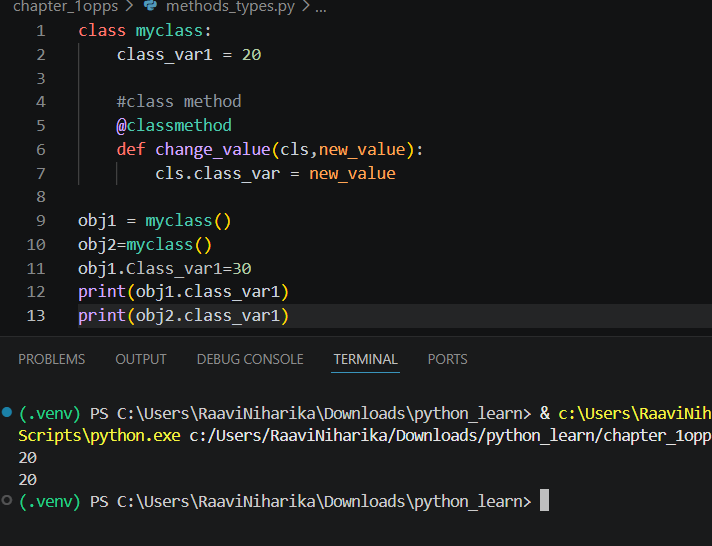 chapter_1opps > methods_types.py > ...
1 class myclass:
2     class_var1 = 20
3
4     #class method
5     @classmethod
6     def change_value(cls,new_value):
7         cls.class_var = new_value
8
9 obj1 = myclass()
10 obj2=myclass()
11 obj1.Class_var1=30
12 print(obj1.class_var1)
13 print(obj2.class_var1)
PROBLEMS OUTPUT DEBUG CONSOLE TERMINAL PORTS
(.venv) PS C:\Users\RaaviNiharika\Downloads\python_learn> & c:\Users\RaaviNih
Scripts\python.exe c:/Users/RaaviNiharika/Downloads/python_learn/chapter_1opp
20
20
(.venv) PS C:\Users\RaaviNiharika\Downloads\python_learn>